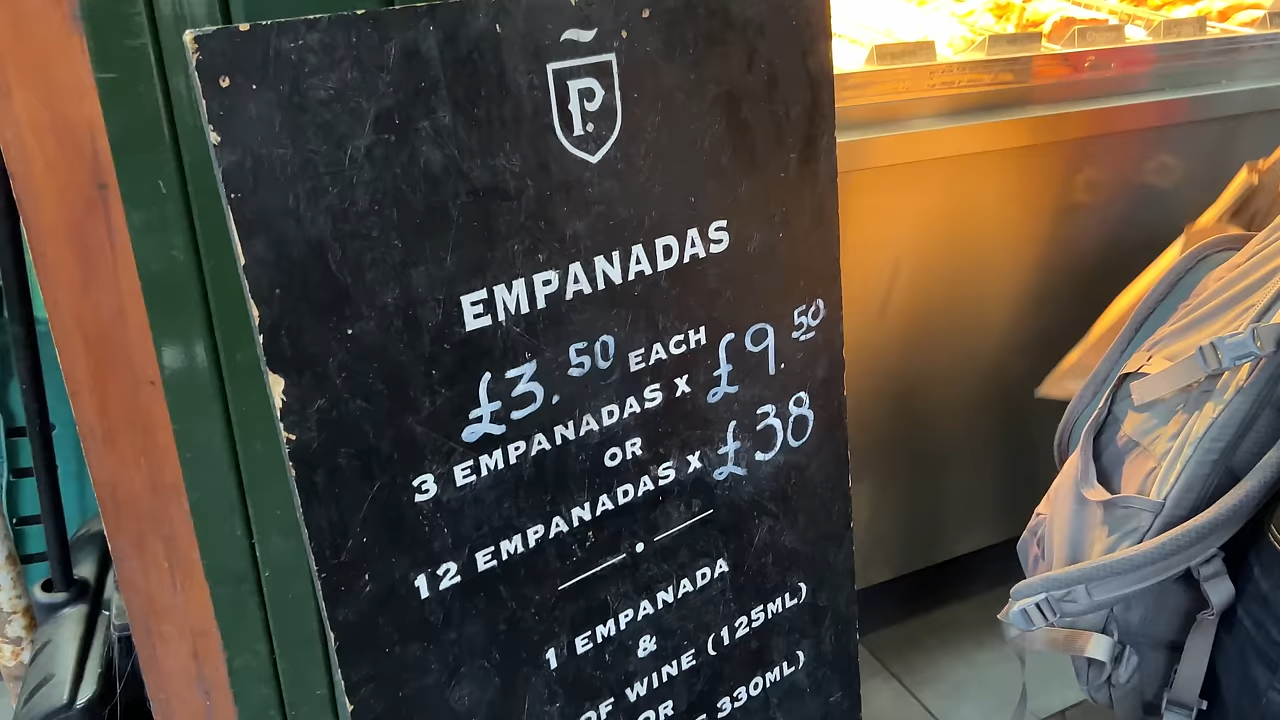 P.
EMPANADAS
£3.50 EACH
3 EMPANADAS X £9.50
OR
12 EMPANADAS X £38
1 EMPANADA
&
OF WINE (125ML)
OR
330ML)